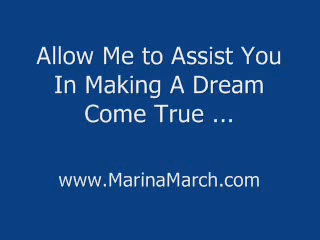 Allow Me to Assist You
In Making A Dream
Come True ...
www.MarinaMarch.com